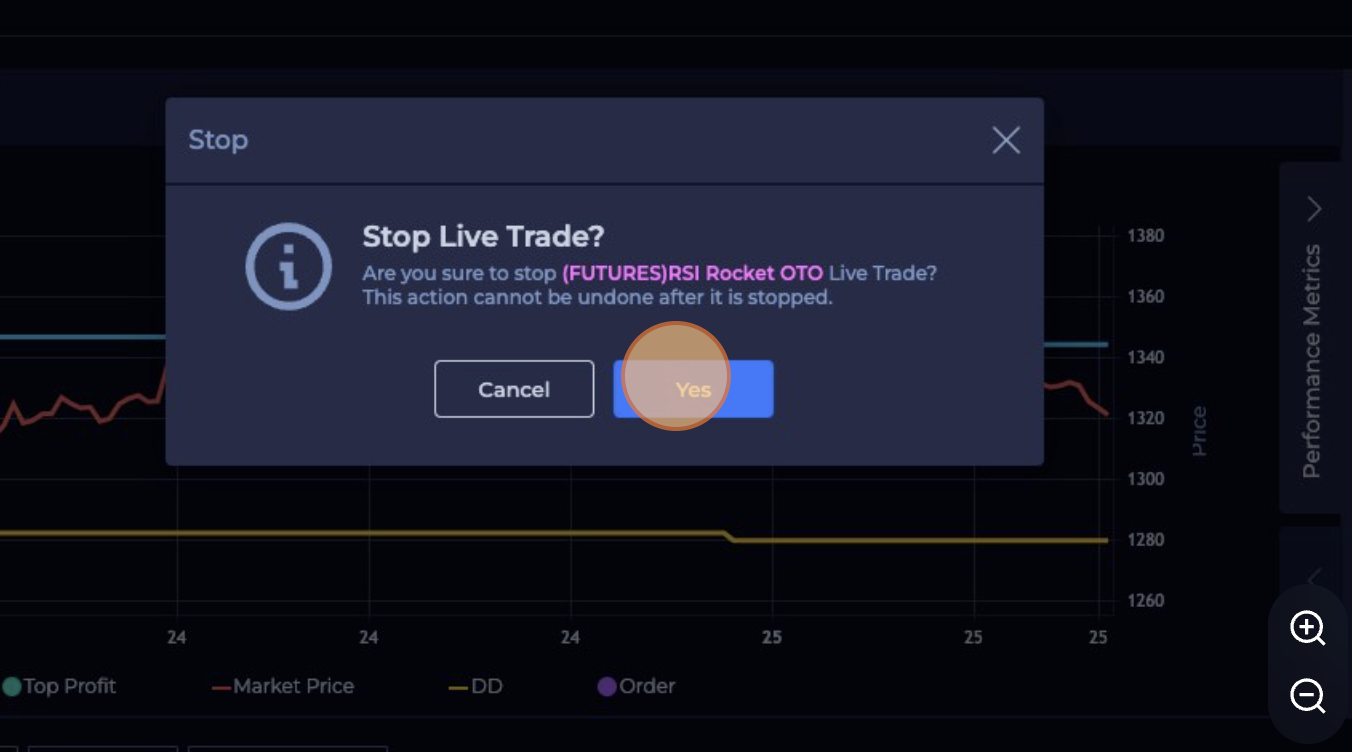 Stop
Stop Live Trade?
Are you sure to stop (FUTURES)RSI Rocket OTO Live Trade?
This action cannot be undone after it is stopped.
Cancel
Yes
1380
1360
1340
1320
1300
1280
1260
Price
Performance Metrics
24
24
24
25
25
25
Top Profit
Market Price
DD
Order